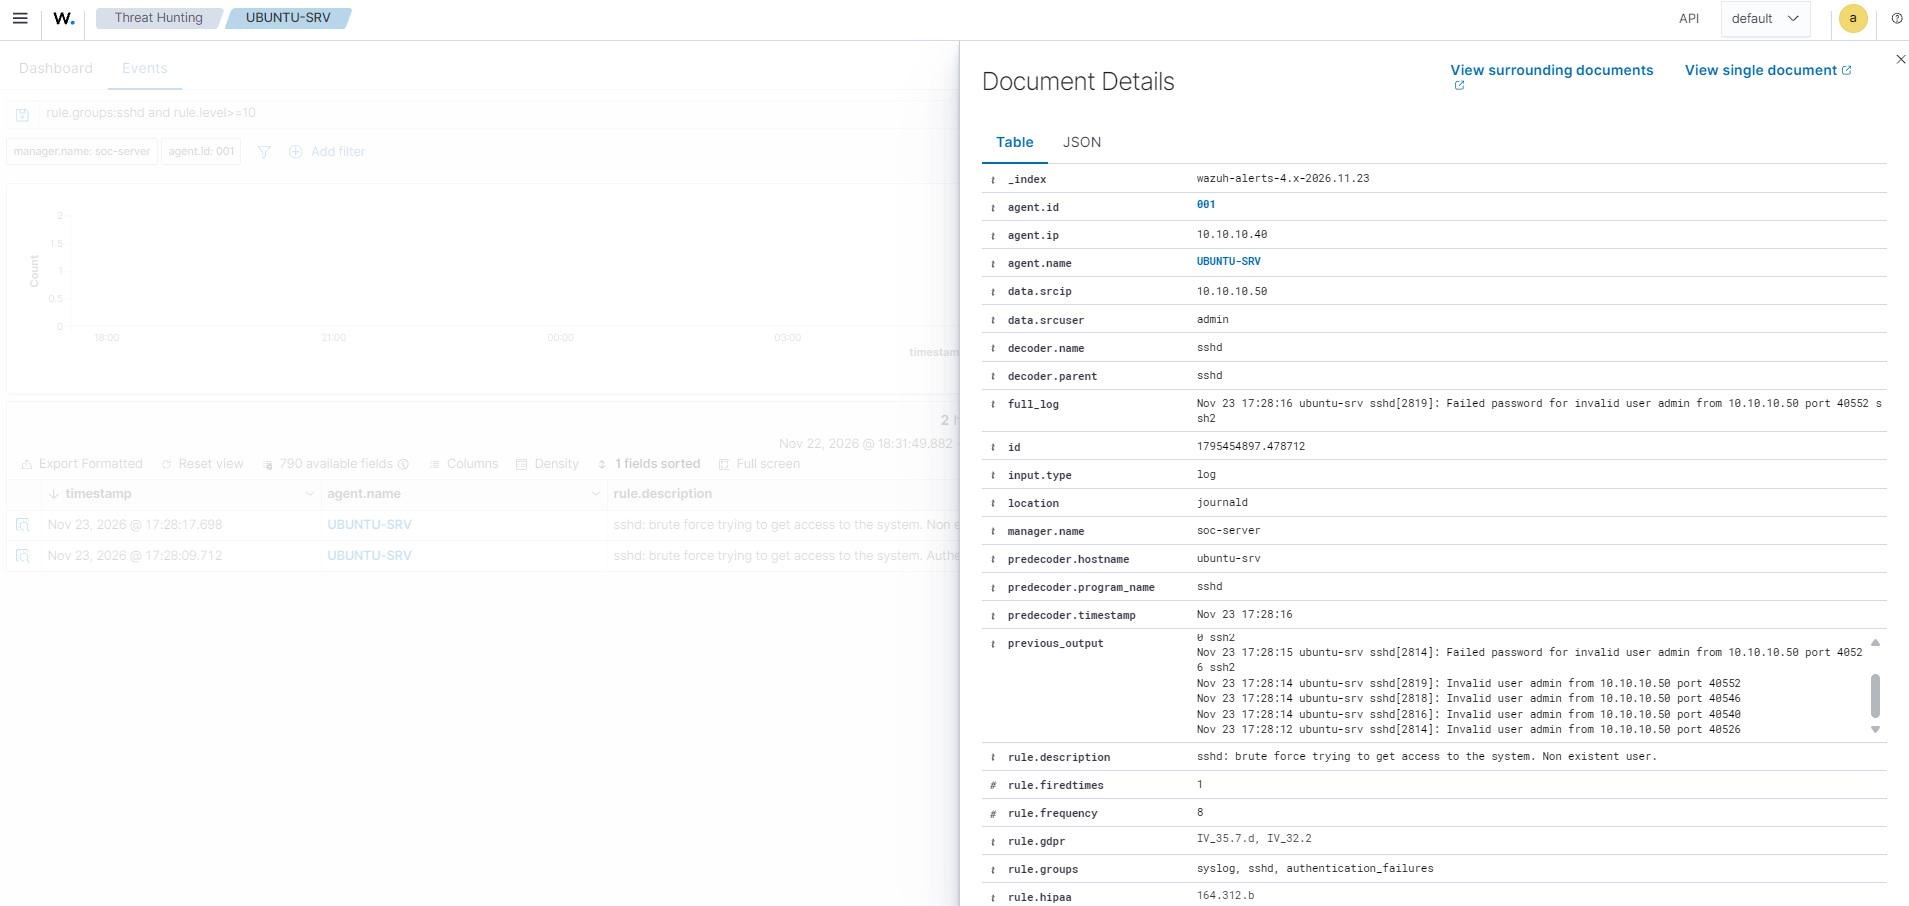 W.
Threat Hunting
UBUNTU-SRV
API
default
a
Dashboard
Events
rule.groups:sshd and rule.level>=10
manager.name: soc-server
agent.id: 001
Add filter
2
1.5
1
0.5
0
Count
18:00
21:00
00:00
03:00
timestam
2 h
Nov 22, 2026 @ 18:31:49.882 -
Export Formatted
Reset view
790 available fields
Columns
Density
1 fields sorted
Full screen
timestamp
agent.name
rule.description
Nov 23, 2026 @ 17:28:17.698
UBUNTU-SRV
sshd: brute force trying to get access to the system. Non e
Nov 23, 2026 @ 17:28:09.712
UBUNTU-SRV
sshd: brute force trying to get access to the system. Authe
Document Details
View surrounding documents
View single document
Table
JSON
t _index wazuh-alerts-4.x-2026.11.23
t agent.id 001
t agent.ip 10.10.10.40
t agent.name UBUNTU-SRV
t data.srcip 10.10.10.50
t data.srcuser admin
t decoder.name sshd
t decoder.parent sshd
t full_log Nov 23 17:28:16 ubuntu-srv sshd[2819]: Failed password for invalid user admin from 10.10.10.50 port 40552 s
sh2
t id 1795454897.478712
t input.type log
t location journald
t manager.name soc-server
t predecoder.hostname ubuntu-srv
t predecoder.program_name sshd
t predecoder.timestamp Nov 23 17:28:16
t previous_output 0 ssh2
Nov 23 17:28:15 ubuntu-srv sshd[2814]: Failed password for invalid user admin from 10.10.10.50 port 4052
6 ssh2
Nov 23 17:28:14 ubuntu-srv sshd[2819]: Invalid user admin from 10.10.10.50 port 40552
Nov 23 17:28:14 ubuntu-srv sshd[2818]: Invalid user admin from 10.10.10.50 port 40546
Nov 23 17:28:14 ubuntu-srv sshd[2816]: Invalid user admin from 10.10.10.50 port 40540
Nov 23 17:28:12 ubuntu-srv sshd[2814]: Invalid user admin from 10.10.10.50 port 40526
t rule.description sshd: brute force trying to get access to the system. Non existent user.
# rule.firedtimes 1
# rule.frequency 8
t rule.gdpr IV_35.7.d, IV_32.2
t rule.groups syslog, sshd, authentication_failures
t rule.hipaa 164.312.b